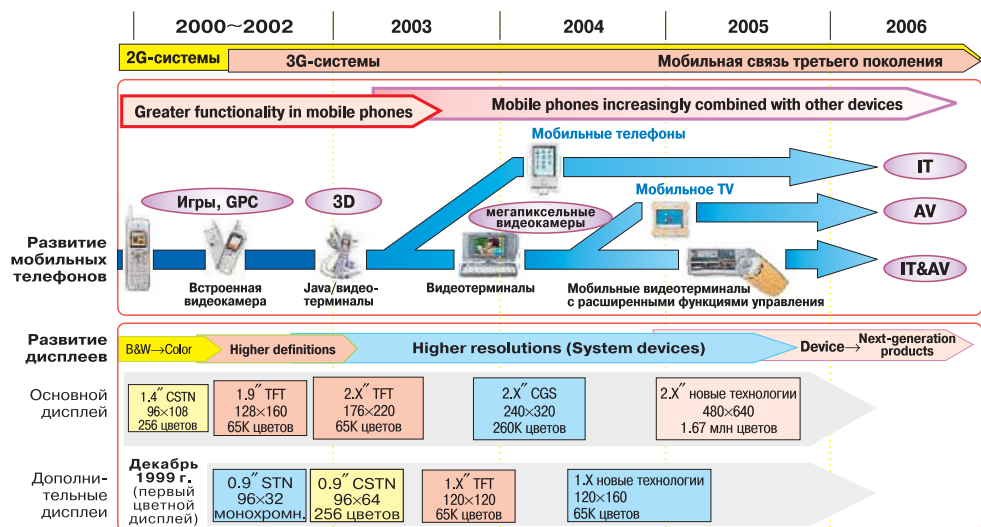 2000~2002 2003 2004 2005 2006
2G-системы 3G-системы Мобильная связь третьего поколения
Greater functionality in mobile phones
Mobile phones increasingly combined with other devices
Мобильные телефоны
IT
Игры, GPC
3D
Мобильное TV
мегапиксельные
видеокамеры
AV
Развитие
мобильных
телефонов
IT&AV
Встроенная
видеокамера
Java/видео-
терминалы
Видеотерминалы
Мобильные видеотерминалы
с расширенными функциями управления
Развитие
дисплеев
B&W→Color
Higher definitions
Higher resolutions (System devices)
Device→
Next-generation
products
Основной
дисплей
1.4″ CSTN
96×108
256 цветов
1.9″ TFT
128×160
65K цветов
2.X″ TFT
176×220
65K цветов
2.X″ CGS
240×320
260K цветов
2.X″ новые технологии
480×640
1.67 млн цветов
Дополни-
тельные
дисплеи
Декабрь
1999 г.
(первый
цветной
дисплей)
0.9″ STN
96×32
монохромн.
0.9″ CSTN
96×64
256 цветов
1.X″ TFT
120×120
65K цветов
1.X новые технологии
120×160
65K цветов